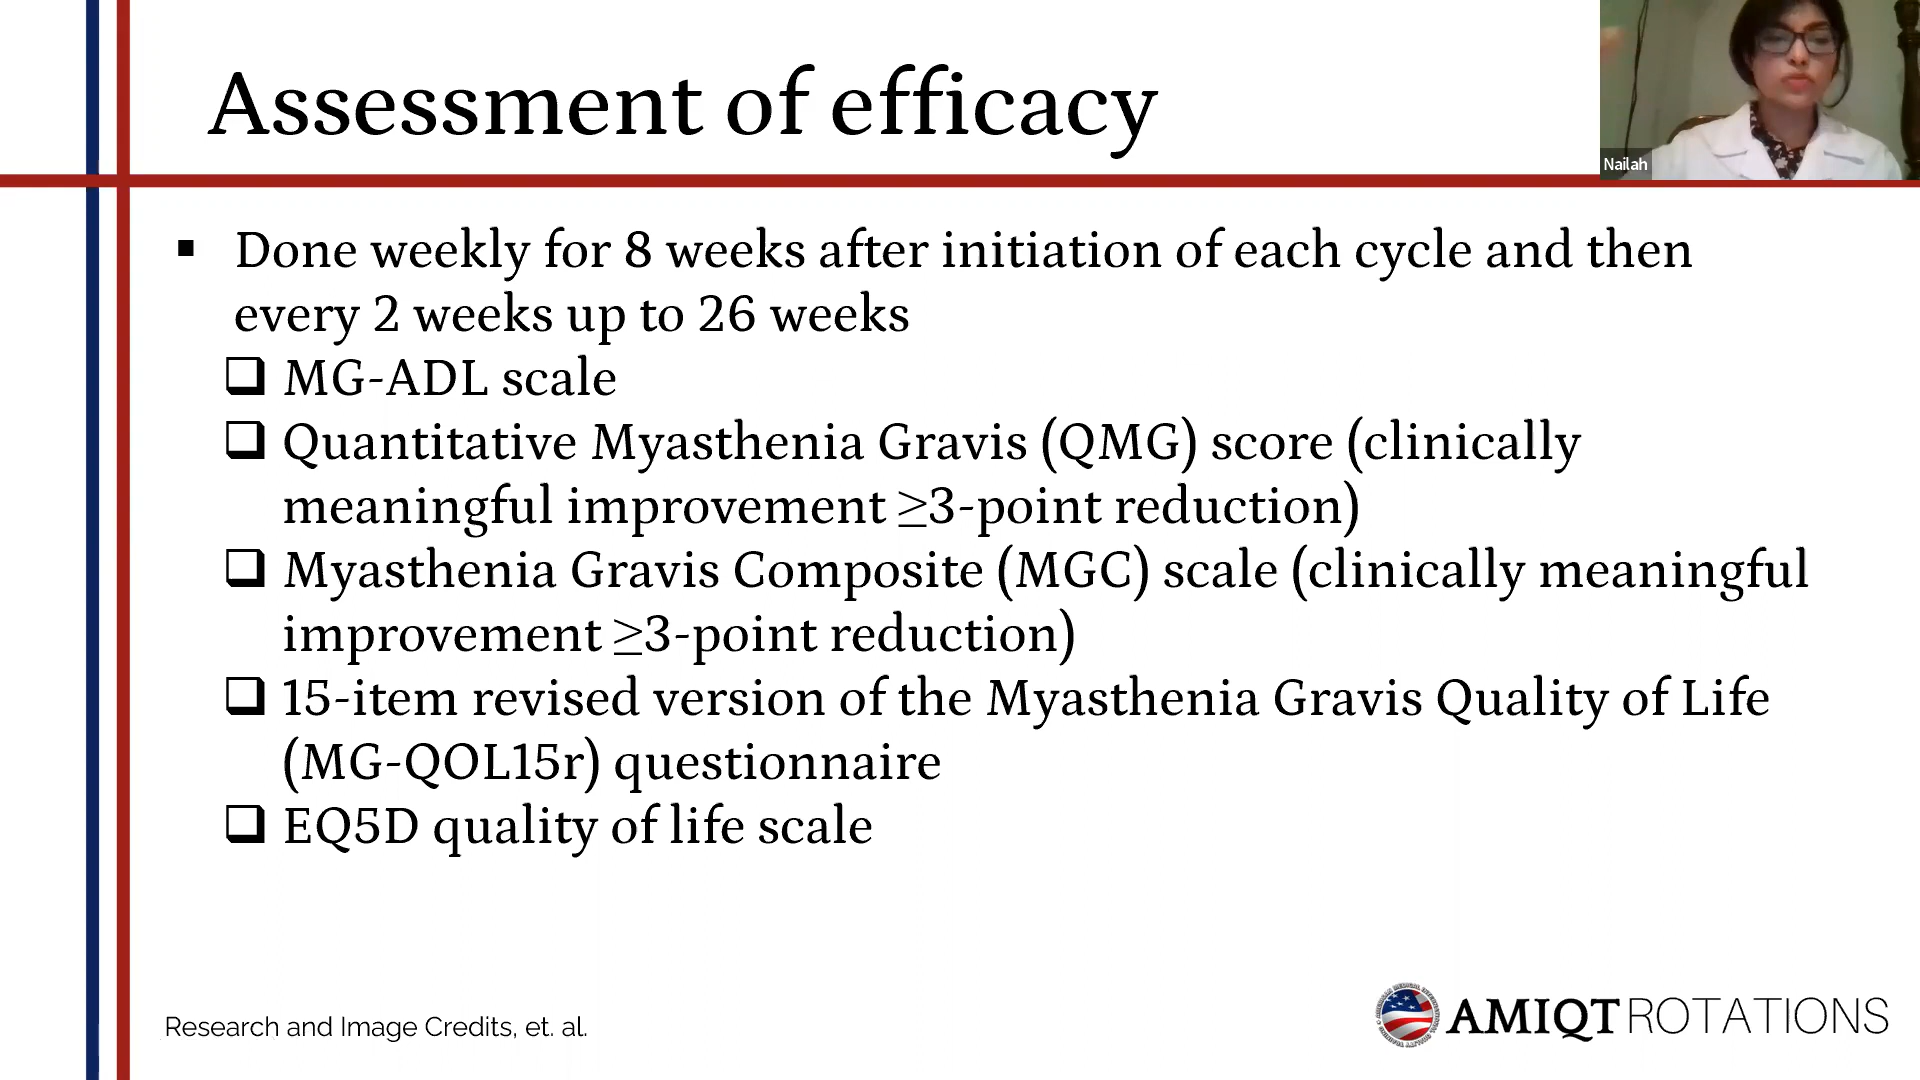 Assessment of efficacy
Nailah
▪ Done weekly for 8 weeks after initiation of each cycle and then
every 2 weeks up to 26 weeks
❑ MG-ADL scale
❑ Quantitative Myasthenia Gravis (QMG) score (clinically
meaningful improvement ≥3-point reduction)
❑ Myasthenia Gravis Composite (MGC) scale (clinically meaningful
improvement ≥3-point reduction)
❑ 15-item revised version of the Myasthenia Gravis Quality of Life
(MG-QOL15r) questionnaire
❑ EQ5D quality of life scale
Research and Image Credits, et. al.
AMIQT ROTATIONS